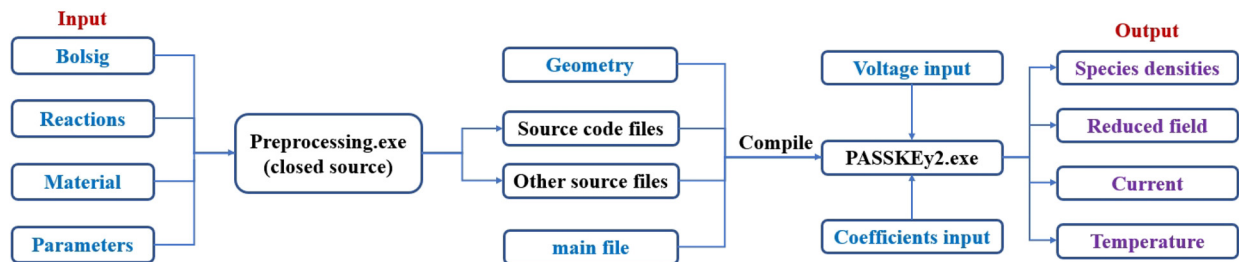 Input
Bolsig
Reactions
Material
Parameters
Preprocessing.exe
(closed source)
Geometry
Source code files
Other source files
main file
Compile
Voltage input
PASSKEy2.exe
Coefficients input
Output
Species densities
Reduced field
Current
Temperature